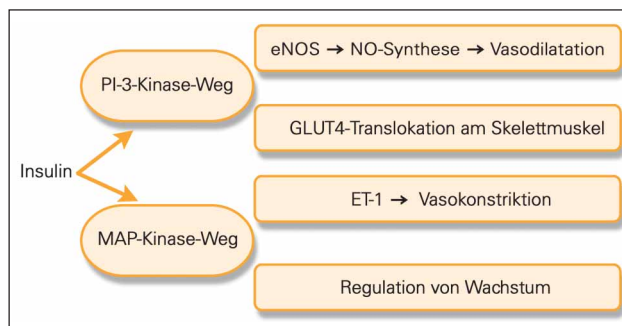 eNOS → NO-Synthese → Vasodilatation
PI-3-Kinase-Weg
GLUT4-Translokation am Skelettmuskel
Insulin
ET-1 → Vasokonstriktion
MAP-Kinase-Weg
Regulation von Wachstum